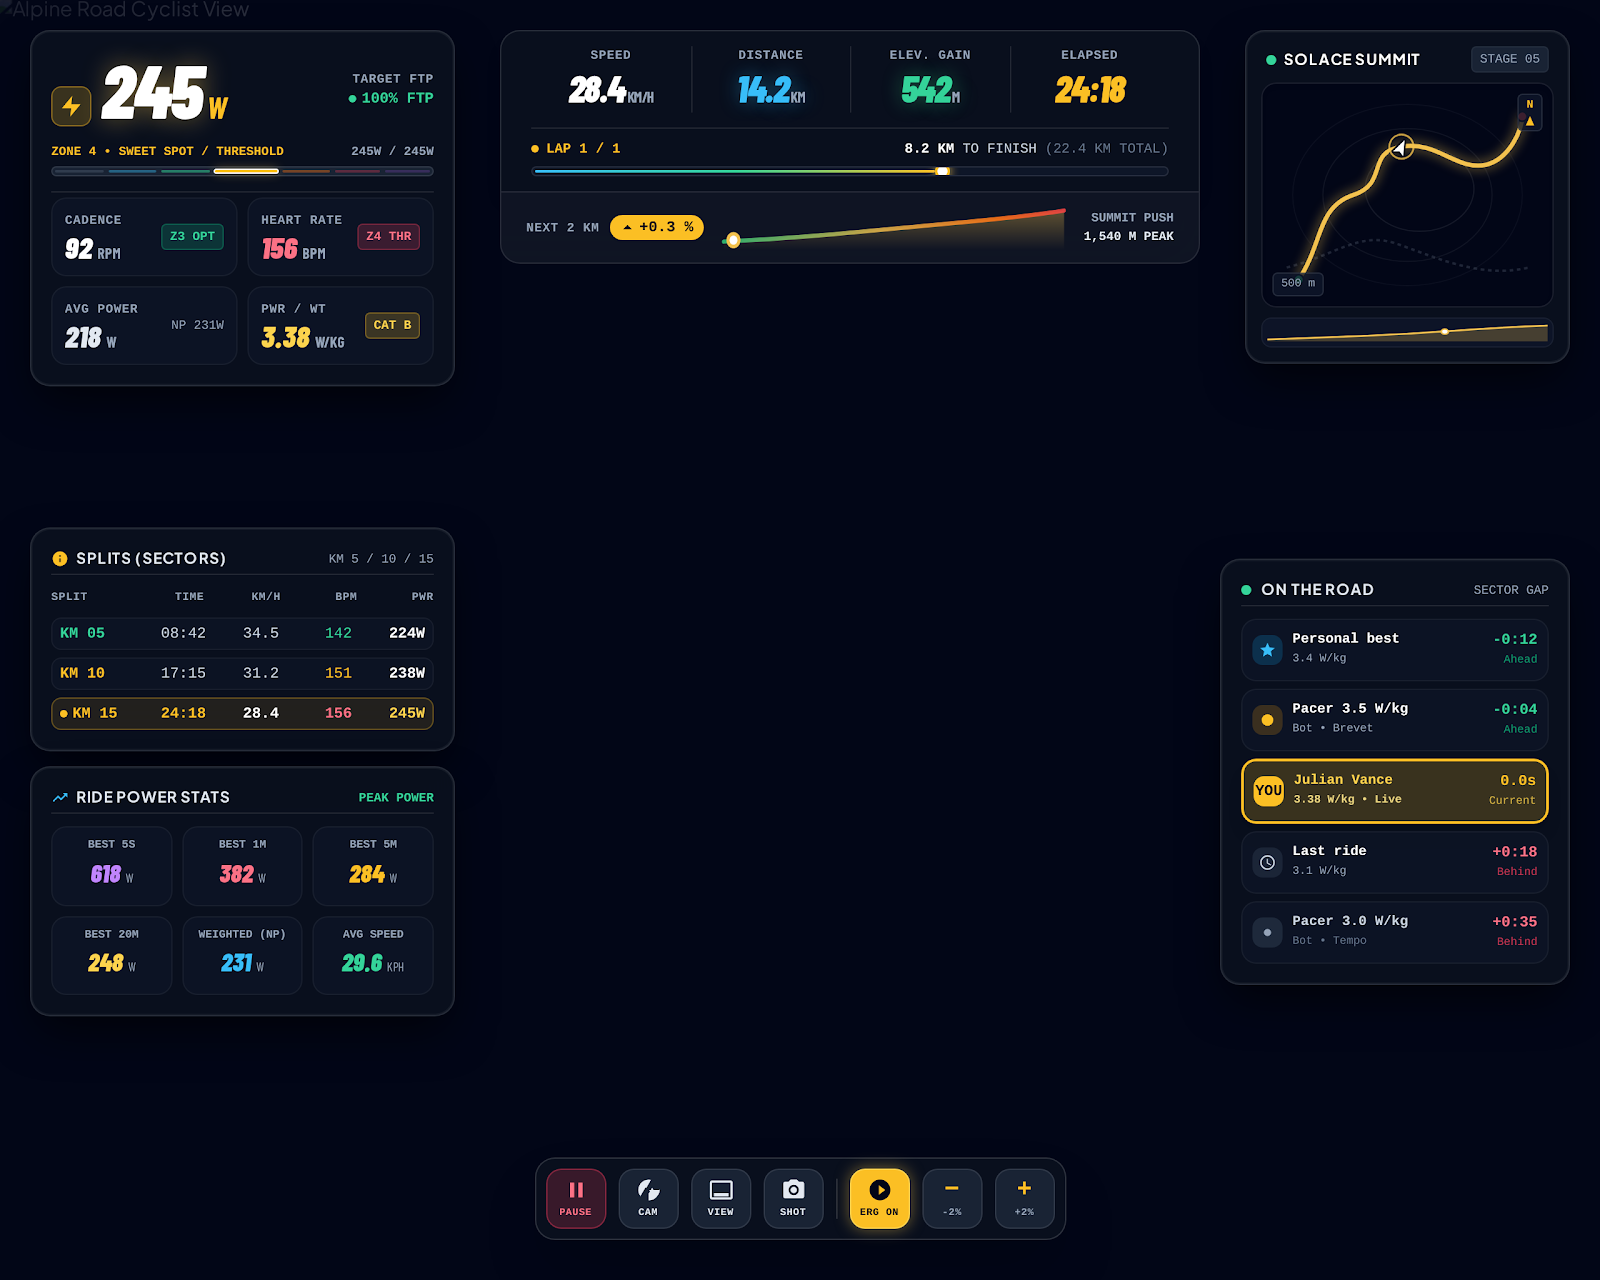 Alpine Road Cyclist View
245 W
TARGET FTP
100% FTP
ZONE 4 • SWEET SPOT / THRESHOLD 245W / 245W
CADENCE
92 RPM
Z3 OPT
HEART RATE
156 BPM
Z4 THR
AVG POWER
218 W
NP 231W
PWR / WT
3.38 W/KG
CAT B
SPEED
28.4 KM/H
DISTANCE
14.2 KM
ELEV. GAIN
542 M
ELAPSED
24:18
LAP 1 / 1
8.2 KM TO FINISH (22.4 KM TOTAL)
NEXT 2 KM
+0.3 %
SUMMIT PUSH
1,540 M PEAK
SOLACE SUMMIT
STAGE 05
N
500 m
SPLITS (SECTORS) KM 5 / 10 / 15
SPLIT TIME KM/H BPM PWR
KM 05 08:42 34.5 142 224W
KM 10 17:15 31.2 151 238W
KM 15 24:18 28.4 156 245W
RIDE POWER STATS PEAK POWER
BEST 5S
618 W
BEST 1M
382 W
BEST 5M
284 W
BEST 20M
248 W
WEIGHTED (NP)
231 W
AVG SPEED
29.6 KPH
ON THE ROAD SECTOR GAP
Personal best
3.4 W/kg
-0:12
Ahead
Pacer 3.5 W/kg
Bot • Brevet
-0:04
Ahead
YOU
Julian Vance
3.38 W/kg • Live
0.0s
Current
Last ride
3.1 W/kg
+0:18
Behind
Pacer 3.0 W/kg
Bot • Tempo
+0:35
Behind
PAUSE
CAM
VIEW
SHOT
ERG ON
-2%
+2%